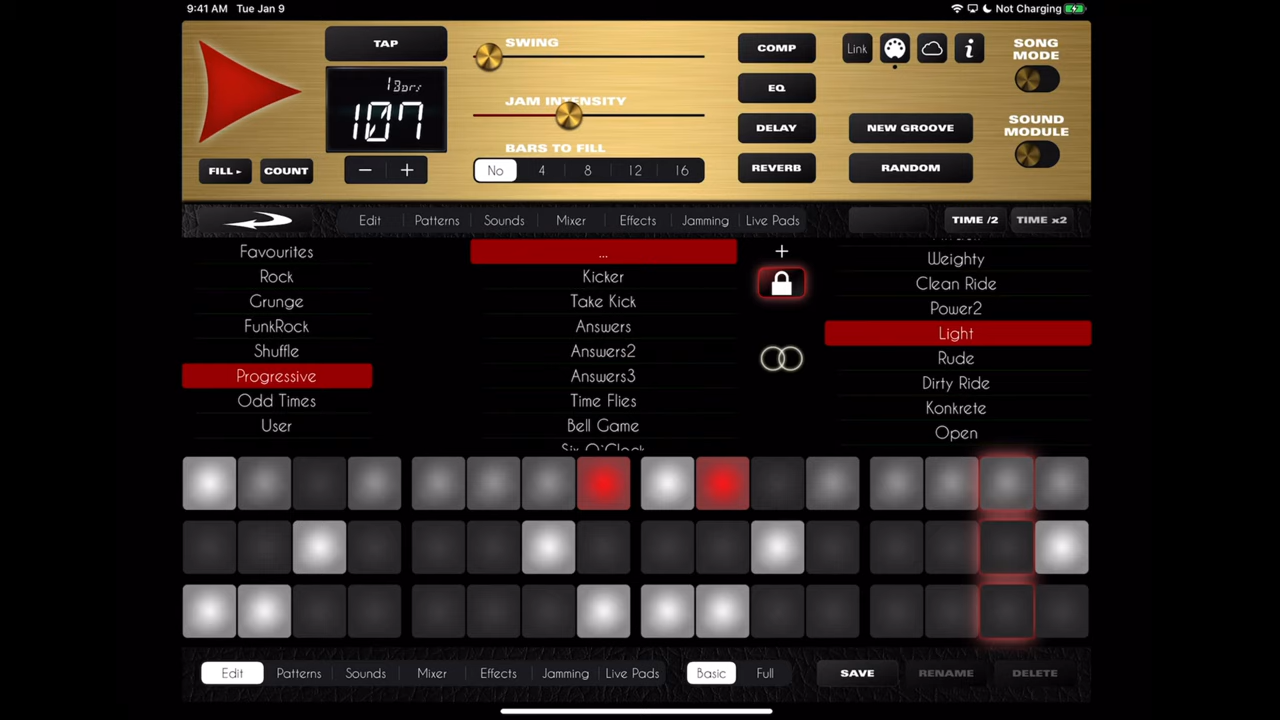 9:41 AM Tue Jan 9
Not Charging
TAP
1Bars
107
FILL
COUNT
− +
SWING
JAM INTENSITY
BARS TO FILL
No 4 8 12 16
COMP
EQ
DELAY
REVERB
Link
i
NEW GROOVE
RANDOM
SONG
MODE
SOUND
MODULE
Edit Patterns Sounds Mixer Effects Jamming Live Pads
TIME /2 TIME x2
Favourites
Rock
Grunge
FunkRock
Shuffle
Progressive
Odd Times
User
...
Kicker
Take Kick
Answers
Answers2
Answers3
Time Flies
Bell Game
Six O'Clock
+
Weighty
Clean Ride
Power2
Light
Rude
Dirty Ride
Konkrete
Open
Edit Patterns Sounds Mixer Effects Jamming Live Pads Basic Full SAVE RENAME DELETE